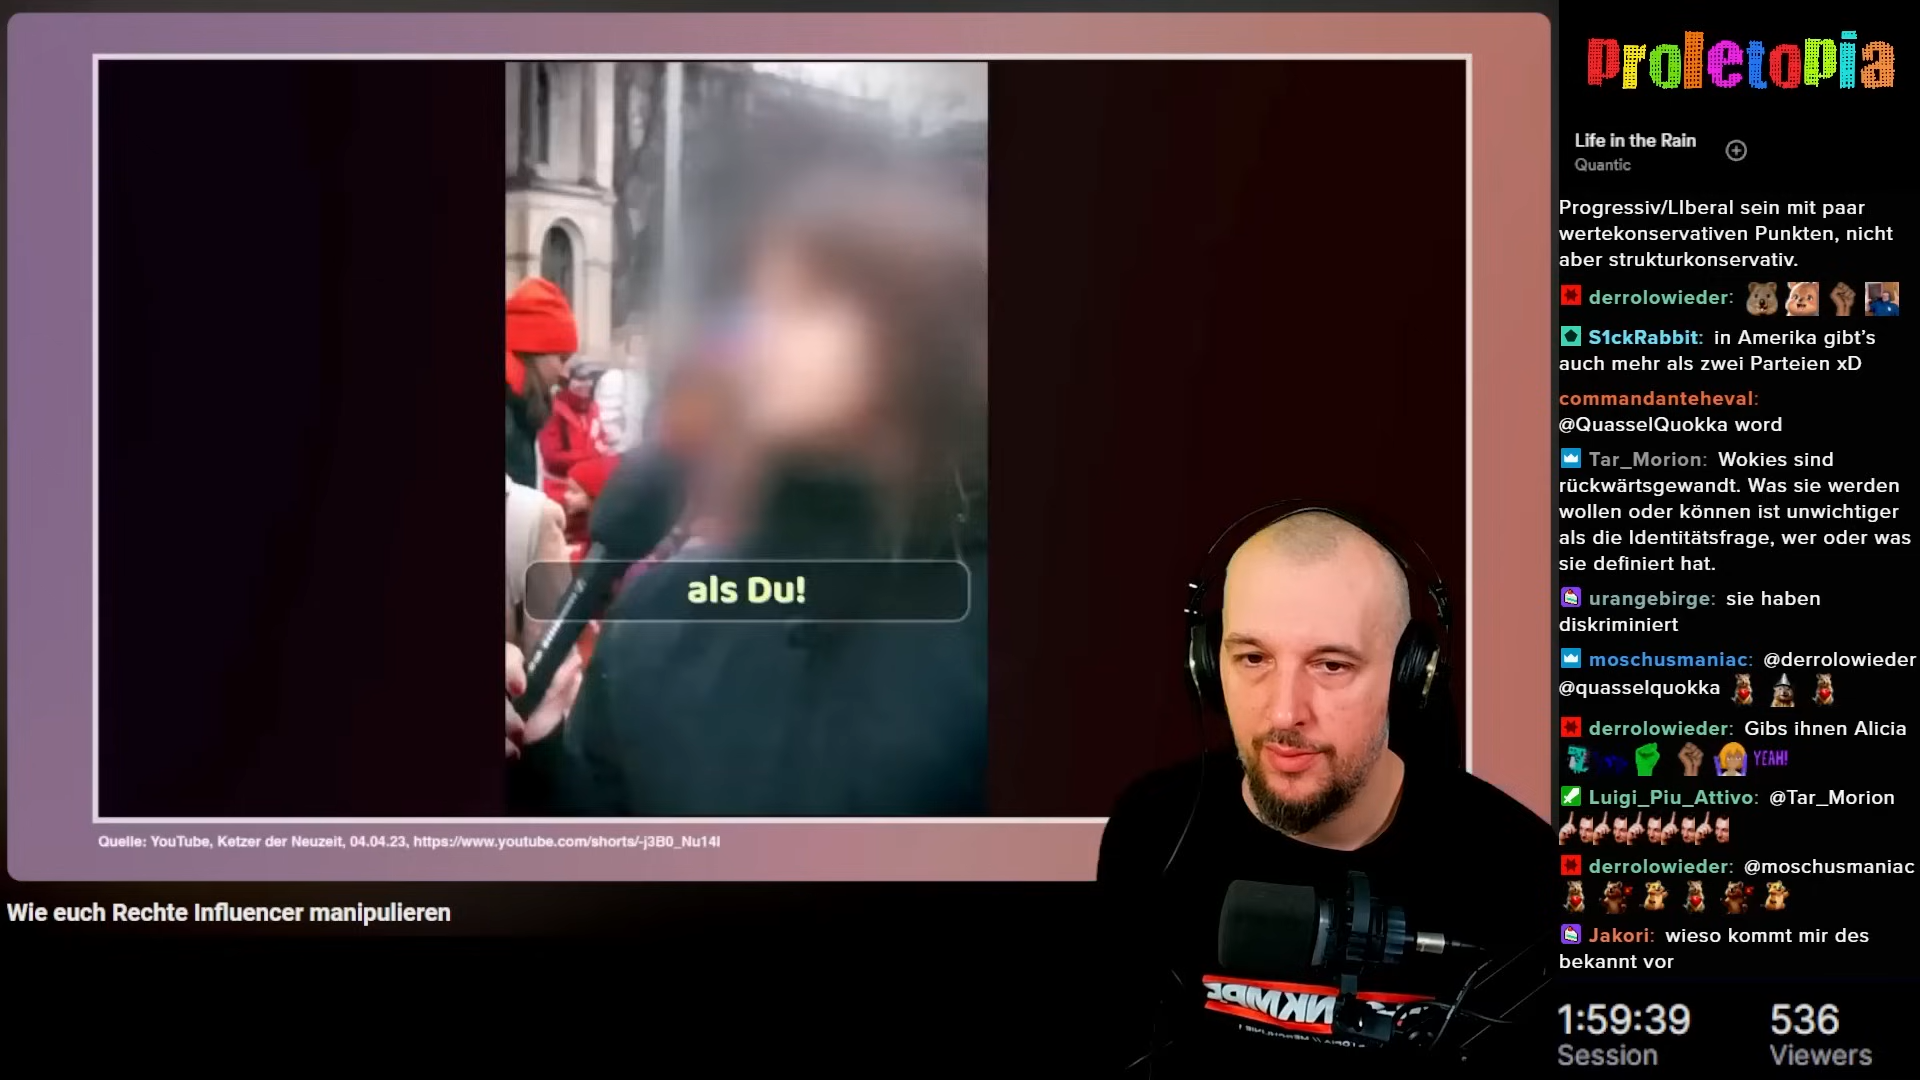 als Du!
Quelle: YouTube, Ketzer der Neuzeit, 04.04.23, https://www.youtube.com/shorts/-j3B0_Nu14I
Wie euch Rechte Influencer manipulieren
Proletopia
Life in the Rain
Quantic
Progressiv/LIberal sein mit paar
wertekonservativen Punkten, nicht
aber strukturkonservativ.
derrolowieder:
S1ckRabbit: in Amerika gibt's
auch mehr als zwei Parteien xD
commandanteheval:
@QuasselQuokka word
Tar_Morion: Wokies sind
rückwärtsgewandt. Was sie werden
wollen oder können ist unwichtiger
als die Identitätsfrage, wer oder was
sie definiert hat.
urangebirge: sie haben
diskriminiert
moschusmaniac: @derrolowieder
@quasselquokka
derrolowieder: Gibs ihnen Alicia
YEAH!
Luigi_Piu_Attivo: @Tar_Morion
derrolowieder: @moschusmaniac
Jakori: wieso kommt mir des
bekannt vor
1:59:39
Session
536
Viewers